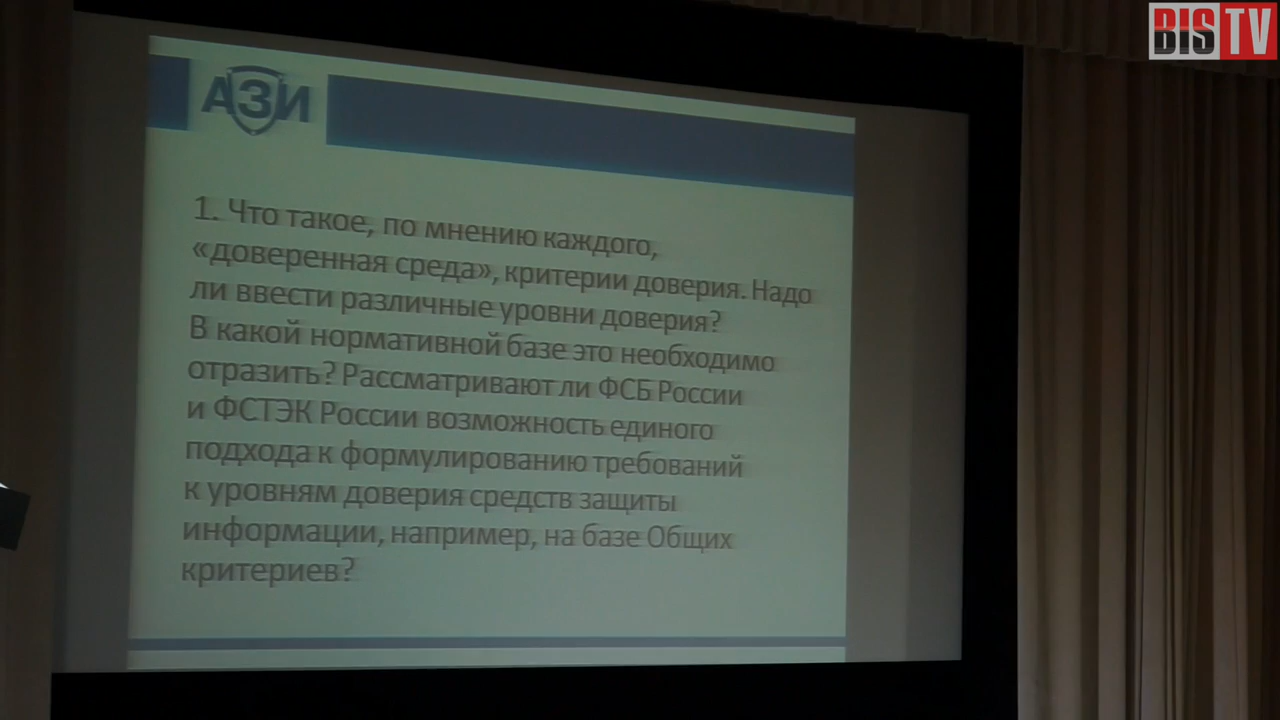 BISTV
АЗИ
1. Что такое, по мнению каждого,
«доверенная среда», критерии доверия. Надо
ли ввести различные уровни доверия?
В какой нормативной базе это необходимо
отразить? Рассматривают ли ФСБ России
и ФСТЭК России возможность единого
подхода к формулированию требований
к уровням доверия средств защиты
информации, например, на базе Общих
критериев?